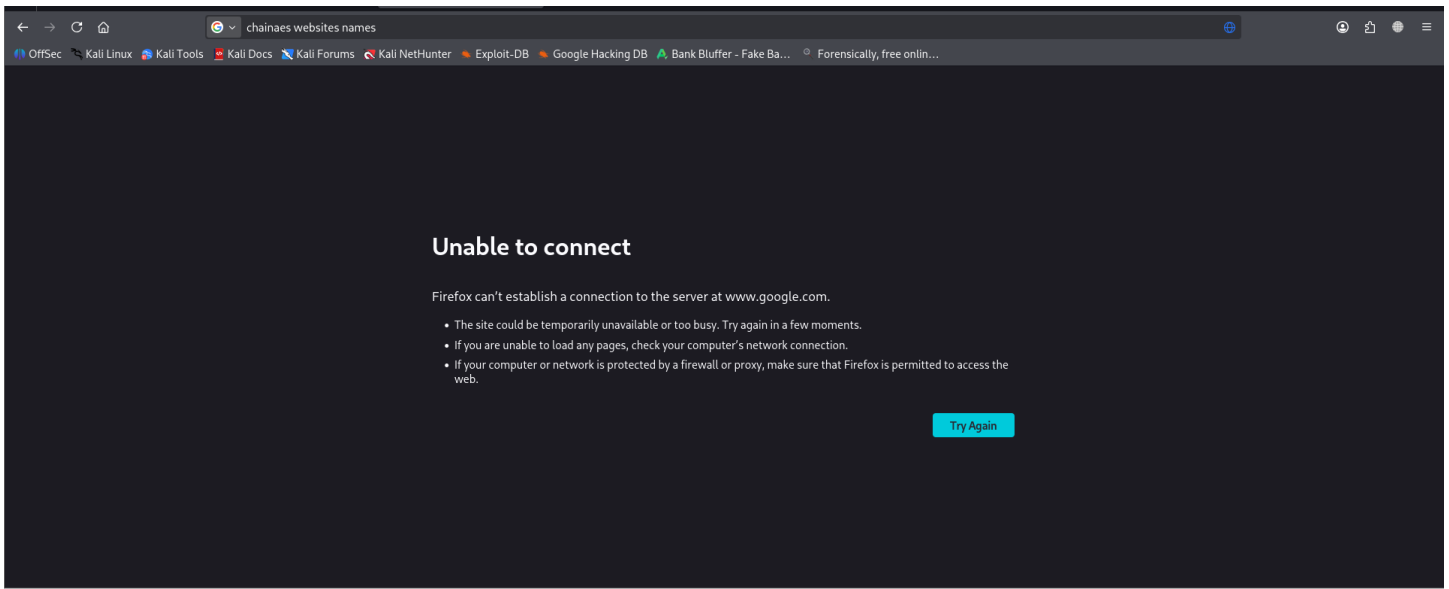 chainaes websites names
OffSec Kali Linux Kali Tools Kali Docs Kali Forums Kali NetHunter Exploit-DB Google Hacking DB Bank Bluffer - Fake Ba... Forensically, free onlin...
Unable to connect
Firefox can’t establish a connection to the server at www.google.com.
• The site could be temporarily unavailable or too busy. Try again in a few moments.
• If you are unable to load any pages, check your computer’s network connection.
• If your computer or network is protected by a firewall or proxy, make sure that Firefox is permitted to access the
web.
Try Again